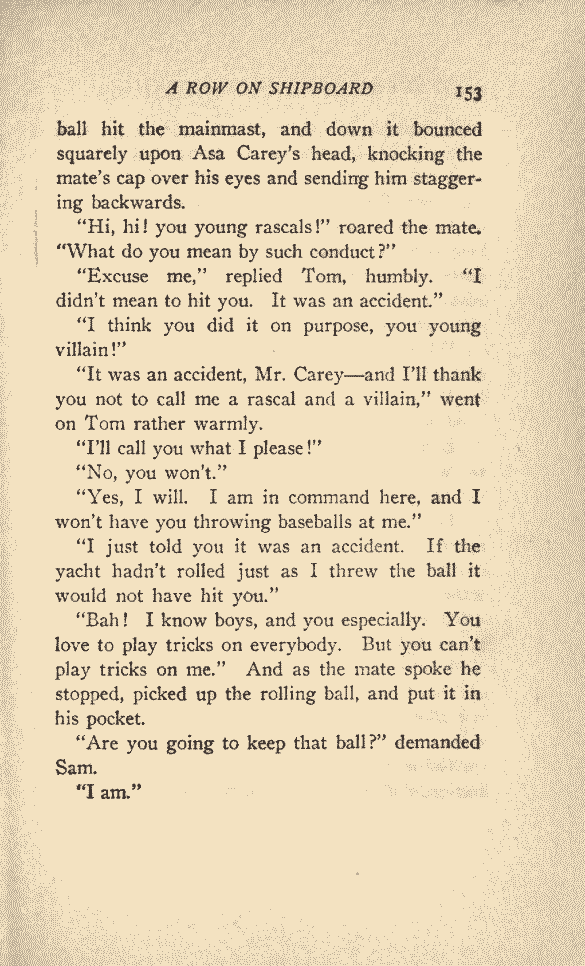 A ROW ON SHIPBOARD 153
ball hit the mainmast, and down it bounced
squarely upon Asa Carey's head, knocking the
mate's cap over his eyes and sending him stagger-
ing backwards.
“Hi, hi! you young rascals!” roared the mate.
“What do you mean by such conduct?”
“Excuse me,” replied Tom, humbly. “I
didn't mean to hit you. It was an accident.”
“I think you did it on purpose, you young
villain!”
“It was an accident, Mr. Carey—and I'll thank
you not to call me a rascal and a villain,” went
on Tom rather warmly.
“I'll call you what I please!”
“No, you won't.”
“Yes, I will. I am in command here, and I
won't have you throwing baseballs at me.”
“I just told you it was an accident. If the
yacht hadn't rolled just as I threw the ball it
would not have hit you.”
“Bah! I know boys, and you especially. You
love to play tricks on everybody. But you can't
play tricks on me.” And as the mate spoke he
stopped, picked up the rolling ball, and put it in
his pocket.
“Are you going to keep that ball?” demanded
Sam.
“I am.”